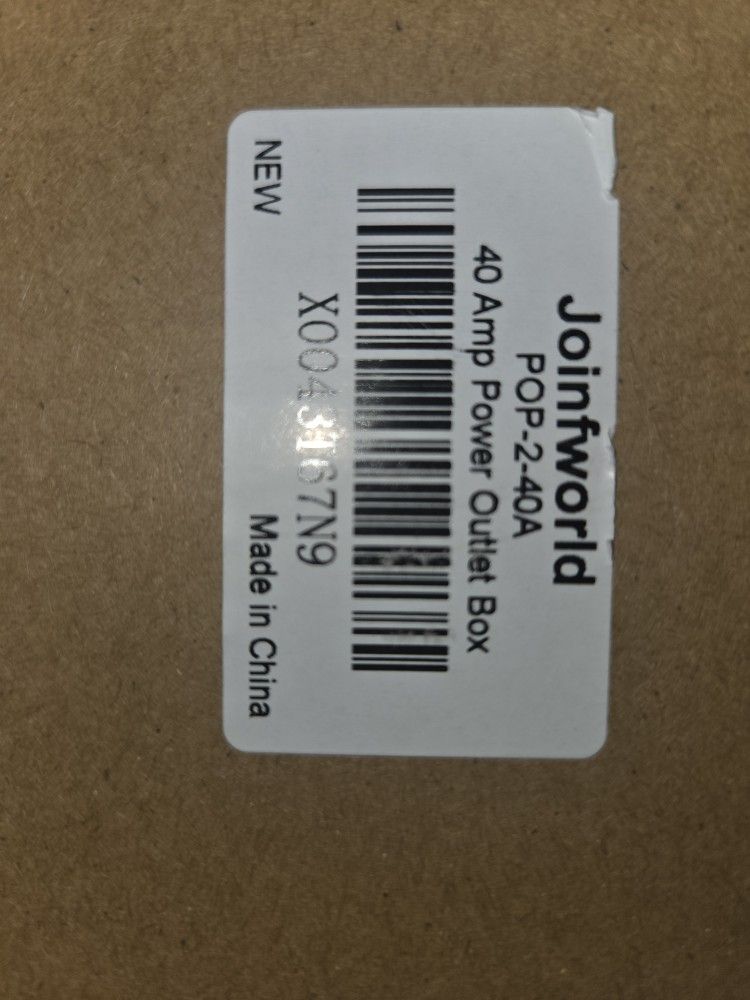 Joinfworld
POP-2-40A
40 Amp Power Outlet Box
NEW
Made in China